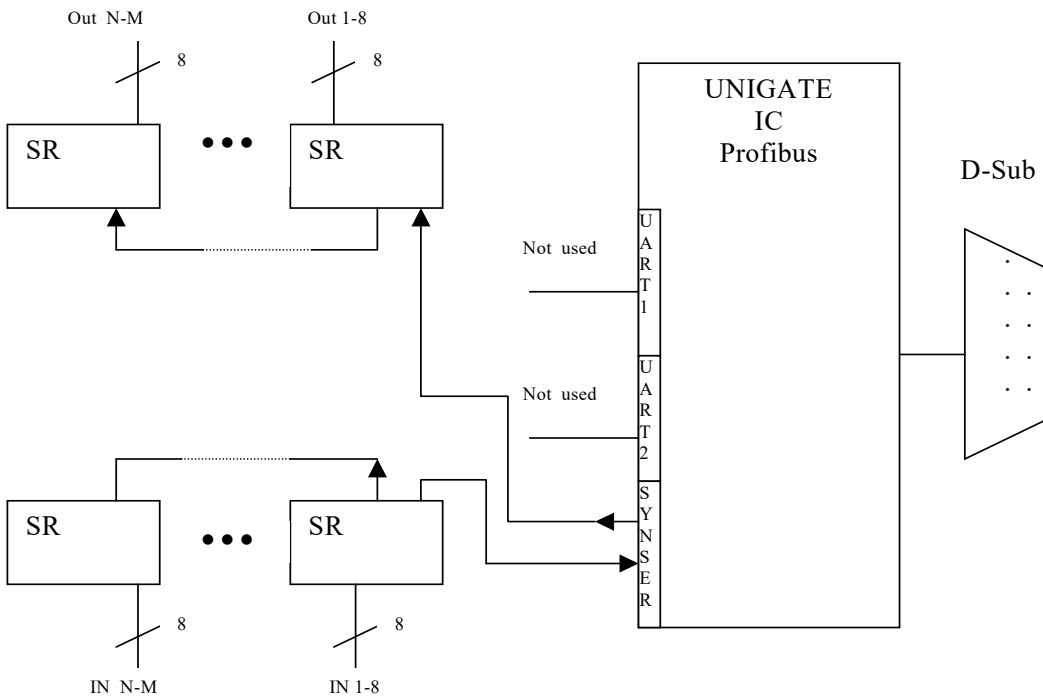 Out N-M
Out 1-8
8
8
UNIGATE
IC
Profibus
SR
SR
D-Sub
UART1
Not used
Not used
UART2
SR
SR
SYNSER
8
8
IN N-M
IN 1-8